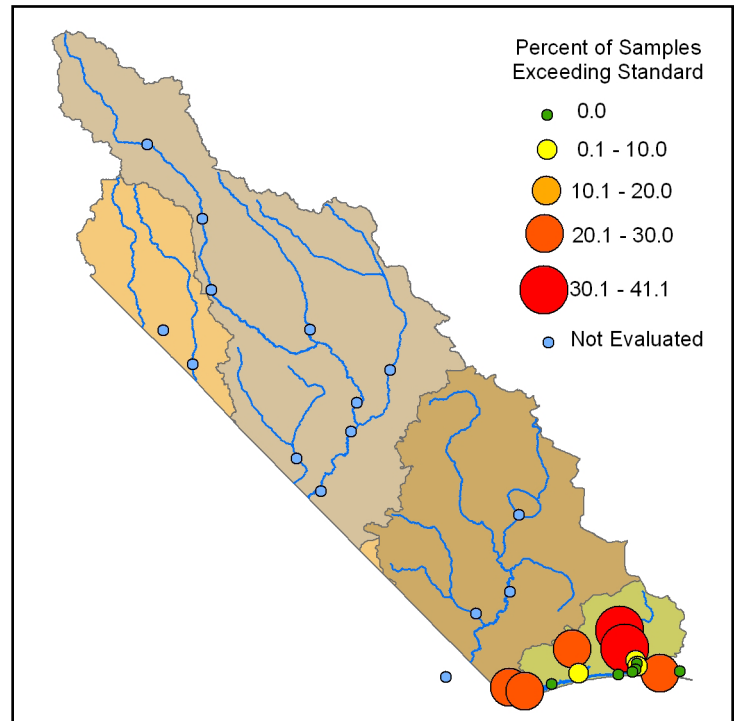 Percent of Samples
Exceeding Standard
0.0
0.1 - 10.0
10.1 - 20.0
20.1 - 30.0
30.1 - 41.1
Not Evaluated